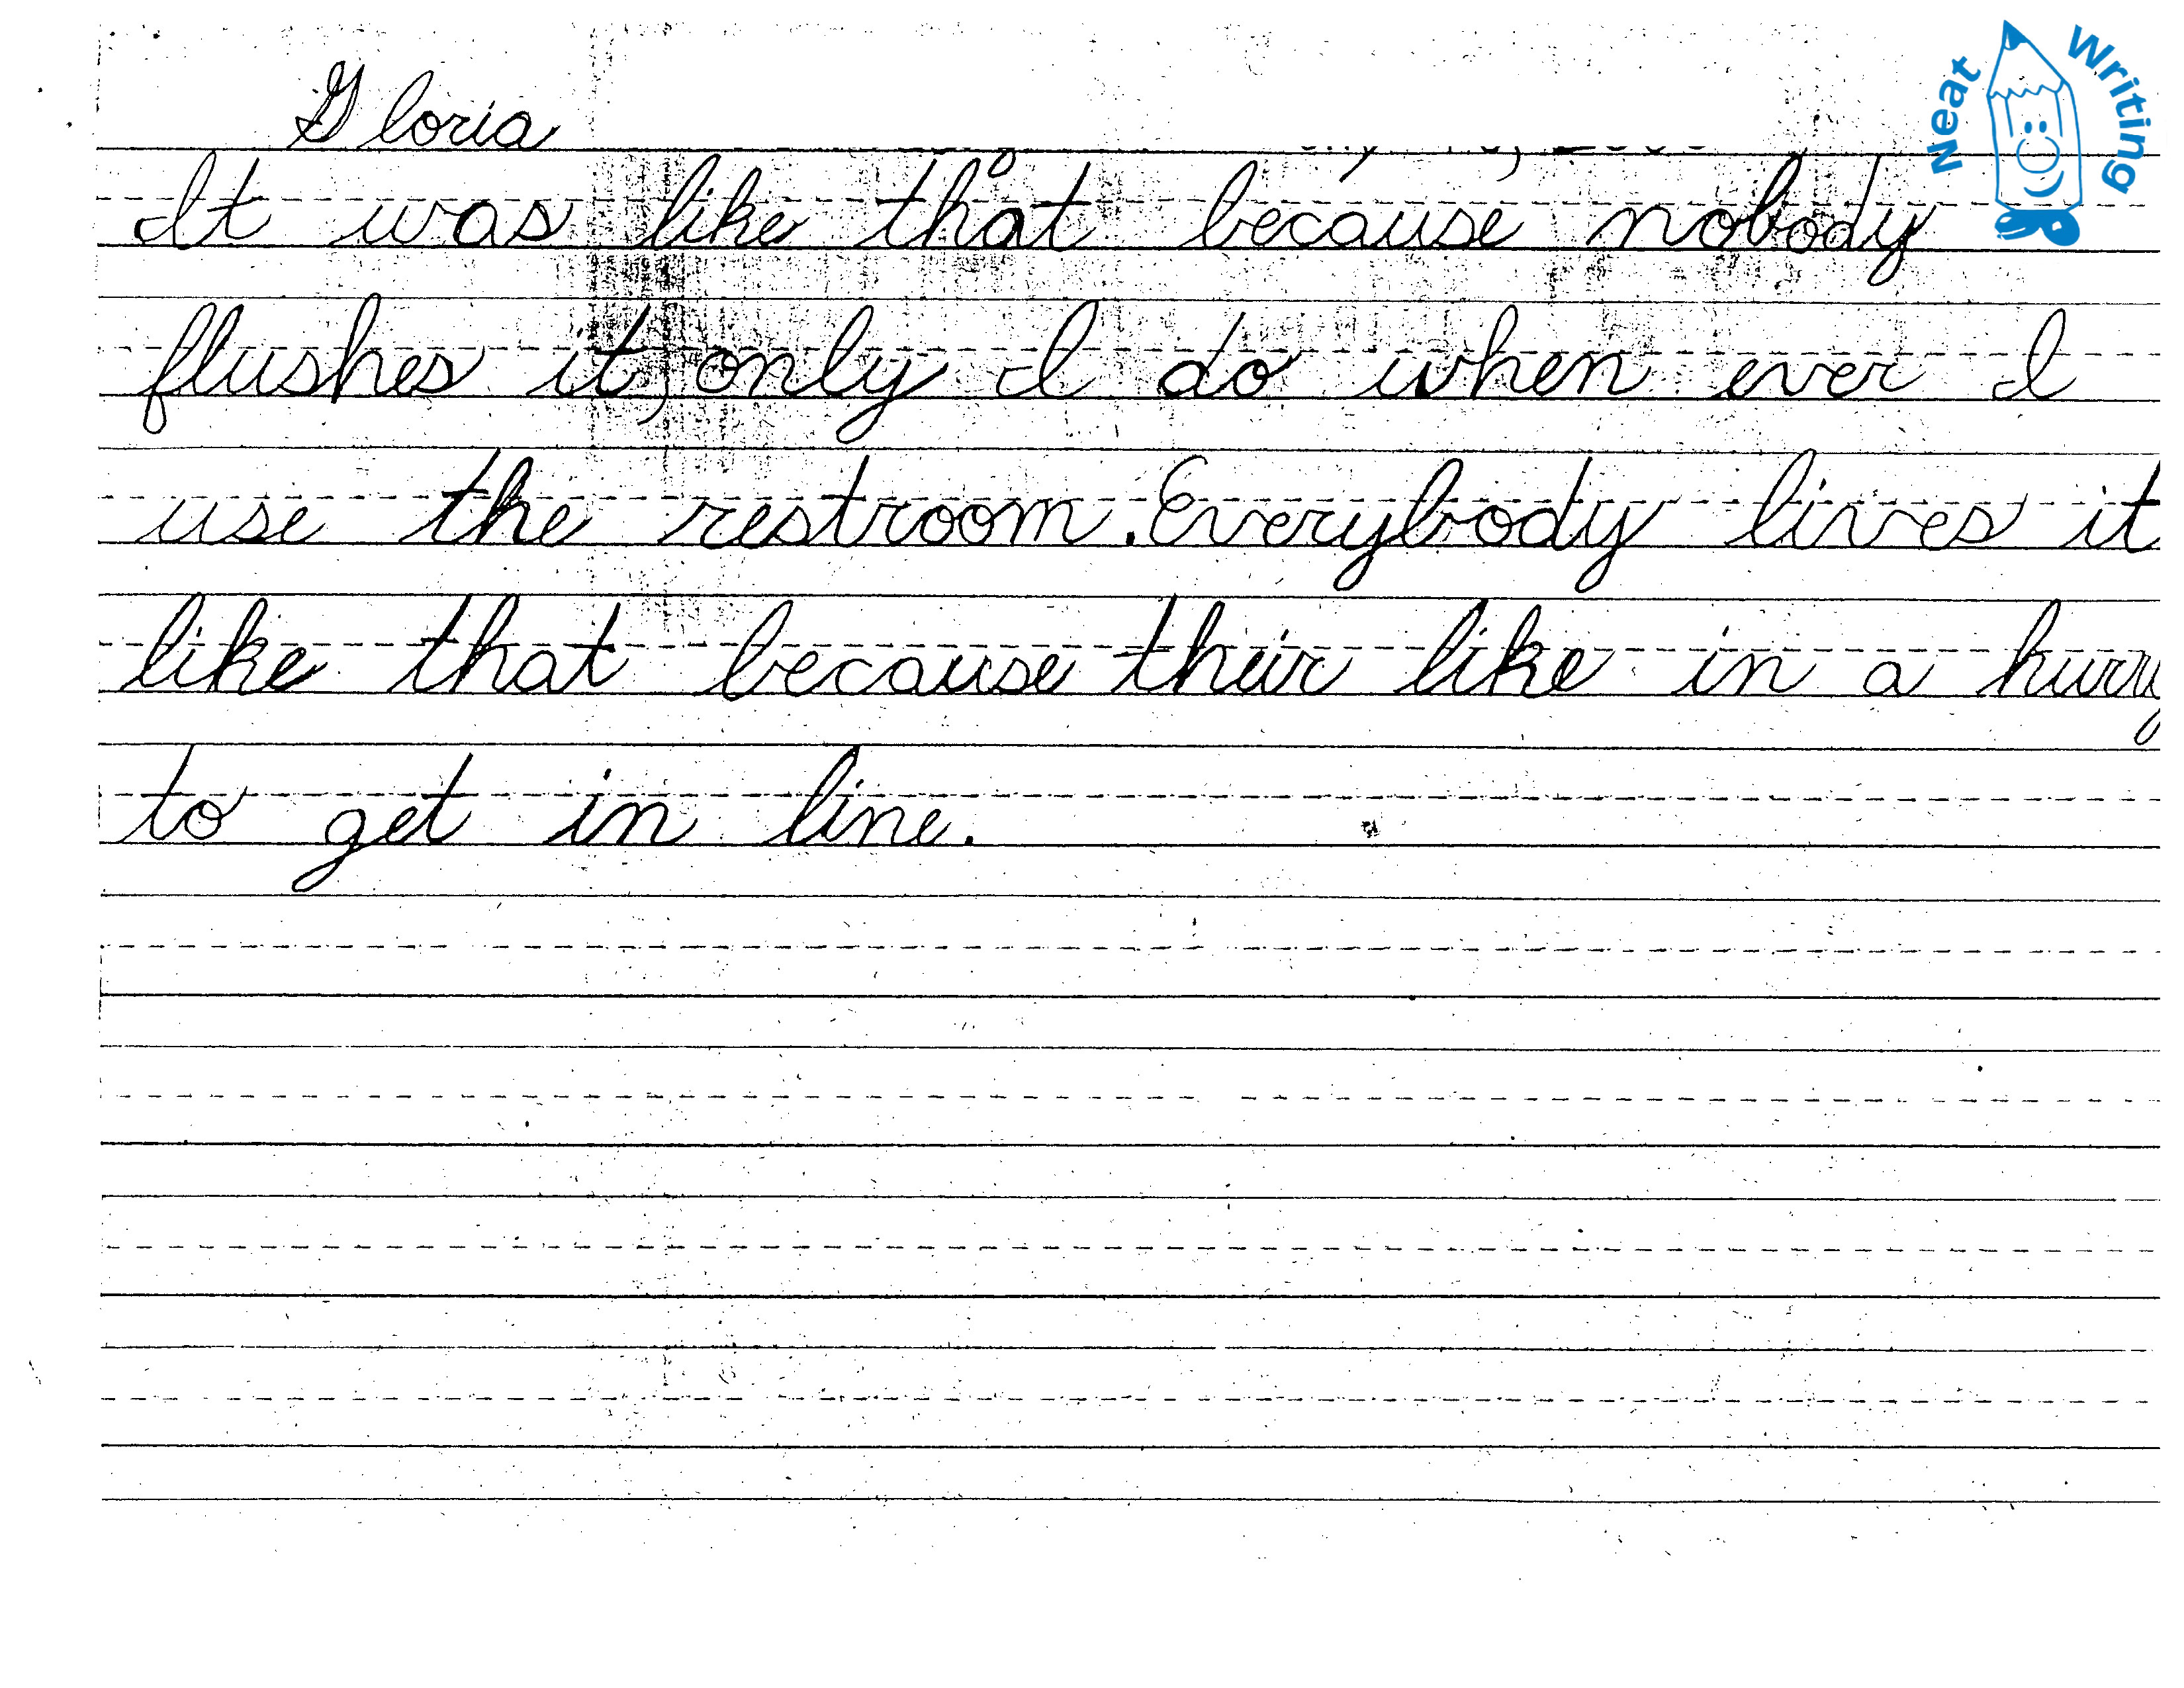 Gloria
Neat Writing
It was like that because nobody
flushes it, only I do when ever I
use the restroom. Everybody lives it
like that because their like in a hurry
to get in line.